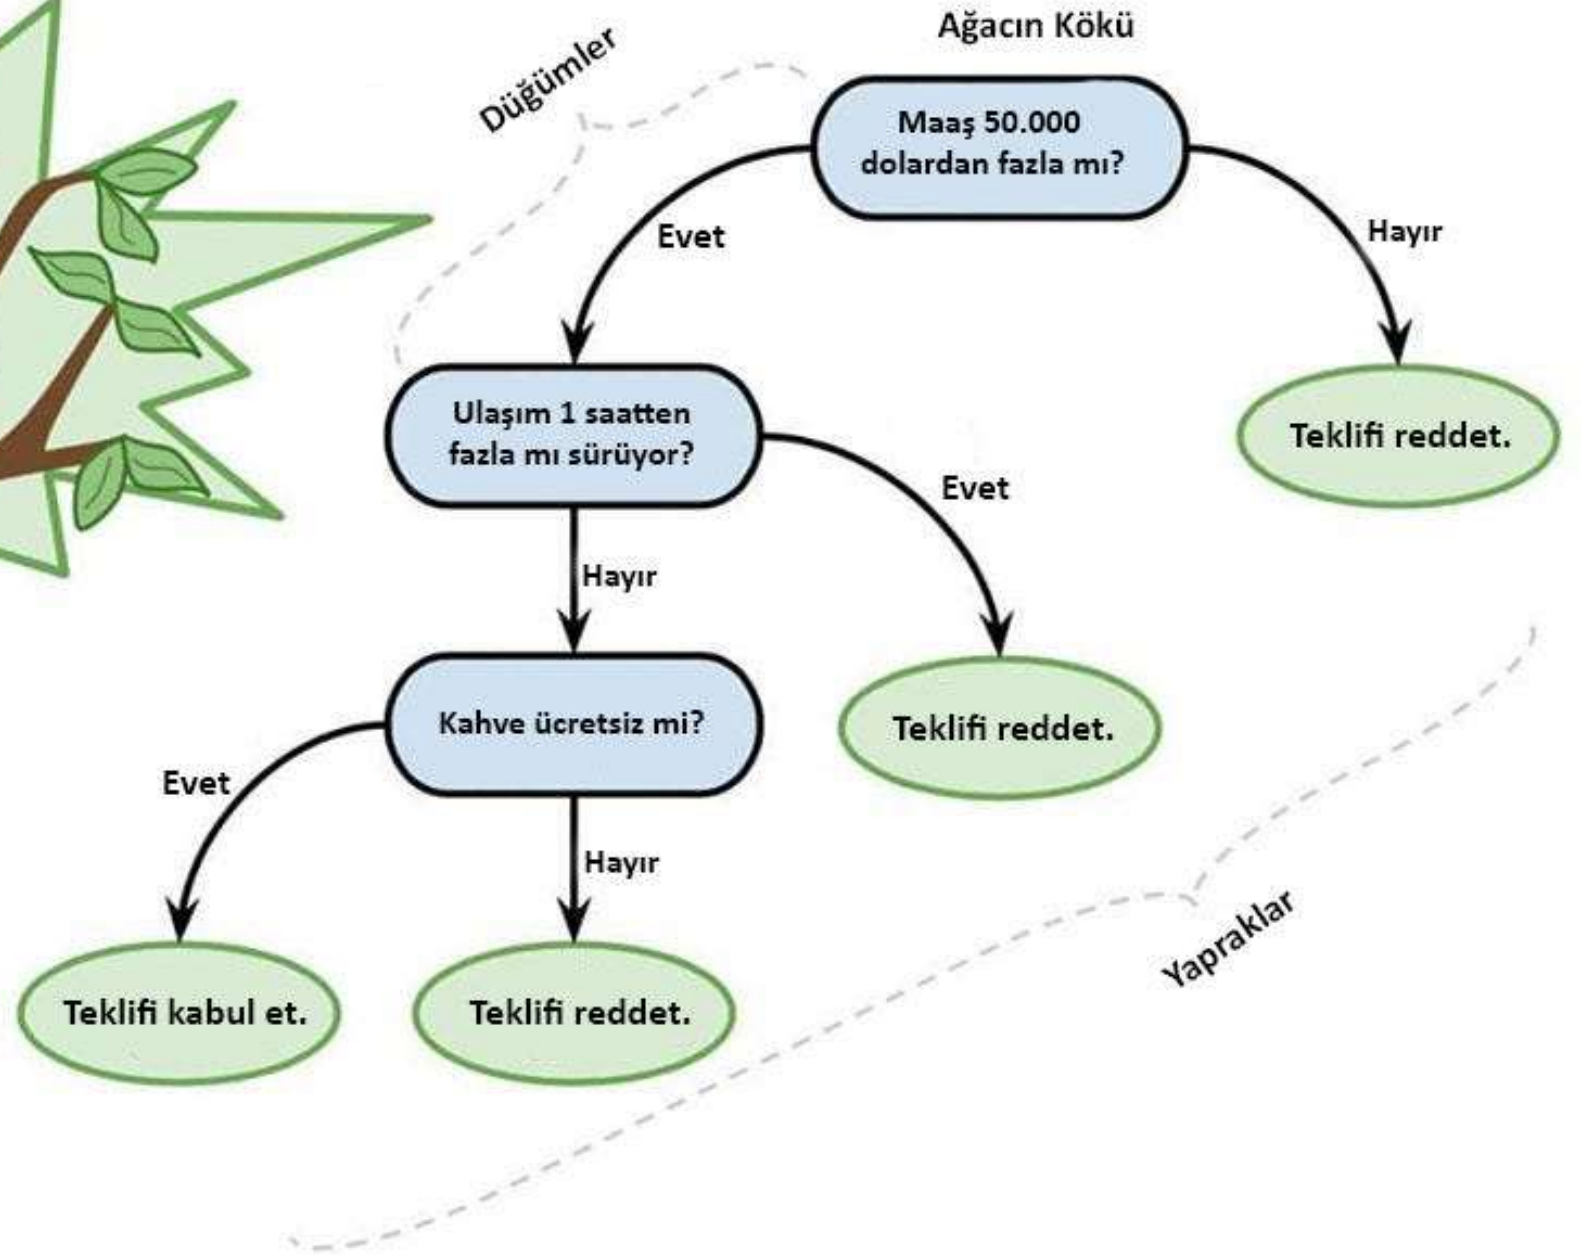 Ağacın Kökü
Düğümler
Maaş 50.000
dolardan fazla mı?
Evet
Hayır
Ulaşım 1 saatten
fazla mı sürüyor?
Teklifi reddet.
Evet
Hayır
Kahve ücretsiz mi?
Teklifi reddet.
Evet
Hayır
Yapraklar
Teklifi kabul et.
Teklifi reddet.